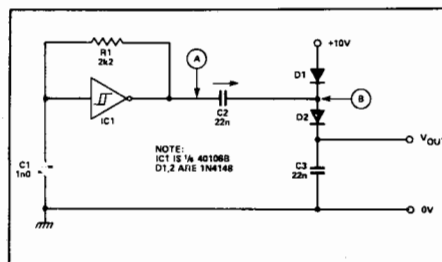 R1
2k2
A
+10V
D1
B
IC1
C2
22n
D2
NOTE:
IC1 IS ⅙ 40106B
D1,2 ARE 1N4148
VOUT
C1
1n0
C3
22n
0V